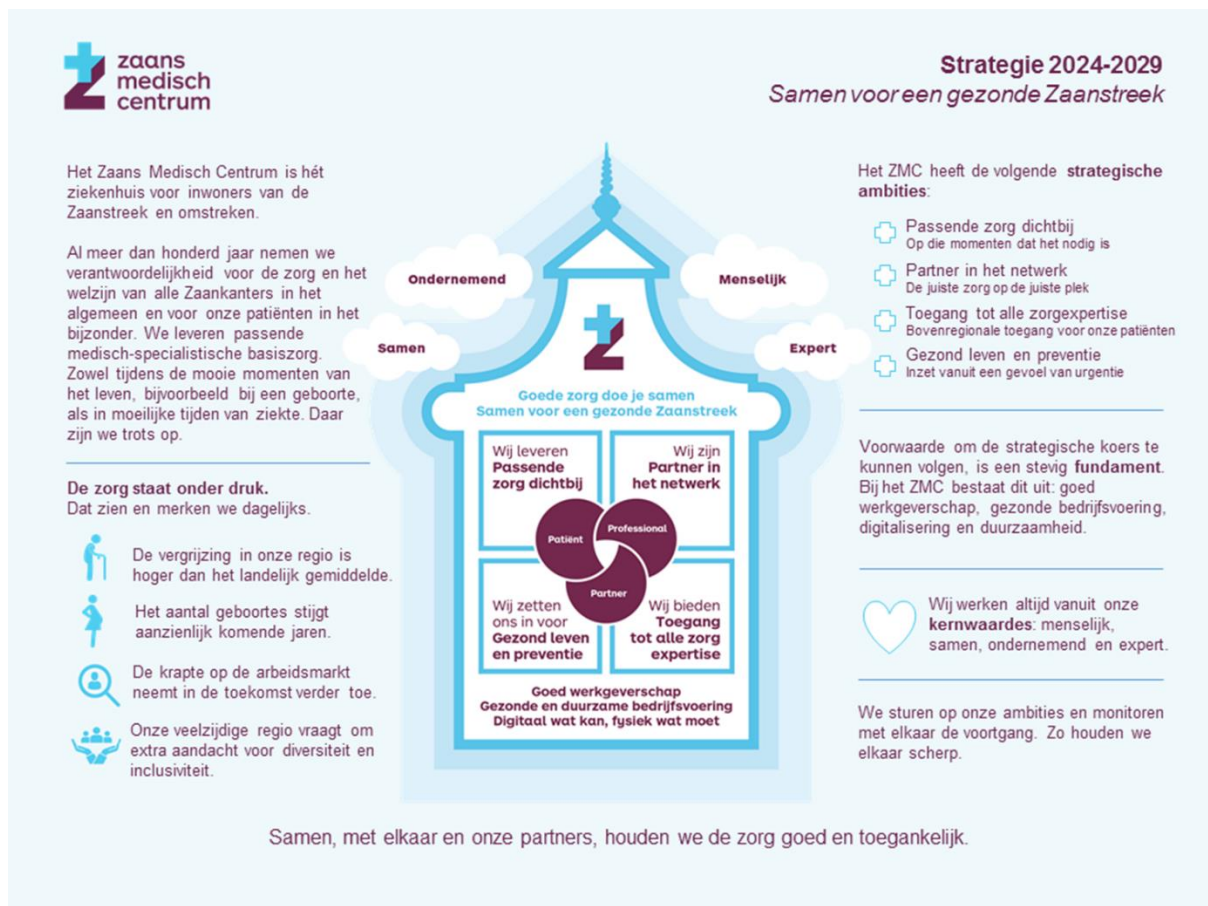 zaans
medisch
centrum
Strategie 2024-2029
Samen voor een gezonde Zaanstreek
Het Zaans Medisch Centrum is hét
ziekenhuis voor inwoners van de
Zaanstreek en omstreken.
Al meer dan honderd jaar nemen we
verantwoordelijkheid voor de zorg en het
welzijn van alle Zaankanters in het
algemeen en voor onze patiënten in het
bijzonder. We leveren passende
medisch-specialistische basiszorg.
Zowel tijdens de mooie momenten van
het leven, bijvoorbeeld bij een geboorte,
als in moeilijke tijden van ziekte. Daar
zijn we trots op.
De zorg staat onder druk.
Dat zien en merken we dagelijks.
De vergrijzing in onze regio is
hoger dan het landelijk gemiddelde.
Het aantal geboortes stijgt
aanzienlijk komende jaren.
De krapte op de arbeidsmarkt
neemt in de toekomst verder toe.
Onze veelzijdige regio vraagt om
extra aandacht voor diversiteit en
inclusiviteit.
Ondernemend
Menselijk
Samen
Expert
Goede zorg doe je samen
Samen voor een gezonde Zaanstreek
Wij leveren
Passende
zorg dichtbij
Wij zijn
Partner in
het netwerk
Patiënt
Professional
Partner
Wij zetten
ons in voor
Gezond leven
en preventie
Wij bieden
Toegang
tot alle zorg
expertise
Goed werkgeverschap
Gezonde en duurzame bedrijfsvoering
Digitaal wat kan, fysiek wat moet
Het ZMC heeft de volgende strategische
ambities:
Passende zorg dichtbij
Op die momenten dat het nodig is
Partner in het netwerk
De juiste zorg op de juiste plek
Toegang tot alle zorgexpertise
Bovenregionale toegang voor onze patiënten
Gezond leven en preventie
Inzet vanuit een gevoel van urgentie
Voorwaarde om de strategische koers te
kunnen volgen, is een stevig fundament.
Bij het ZMC bestaat dit uit: goed
werkgeverschap, gezonde bedrijfsvoering,
digitalisering en duurzaamheid.
Wij werken altijd vanuit onze
kernwaardes: menselijk,
samen, ondernemend en expert.
We sturen op onze ambities en monitoren
met elkaar de voortgang. Zo houden we
elkaar scherp.
Samen, met elkaar en onze partners, houden we de zorg goed en toegankelijk.